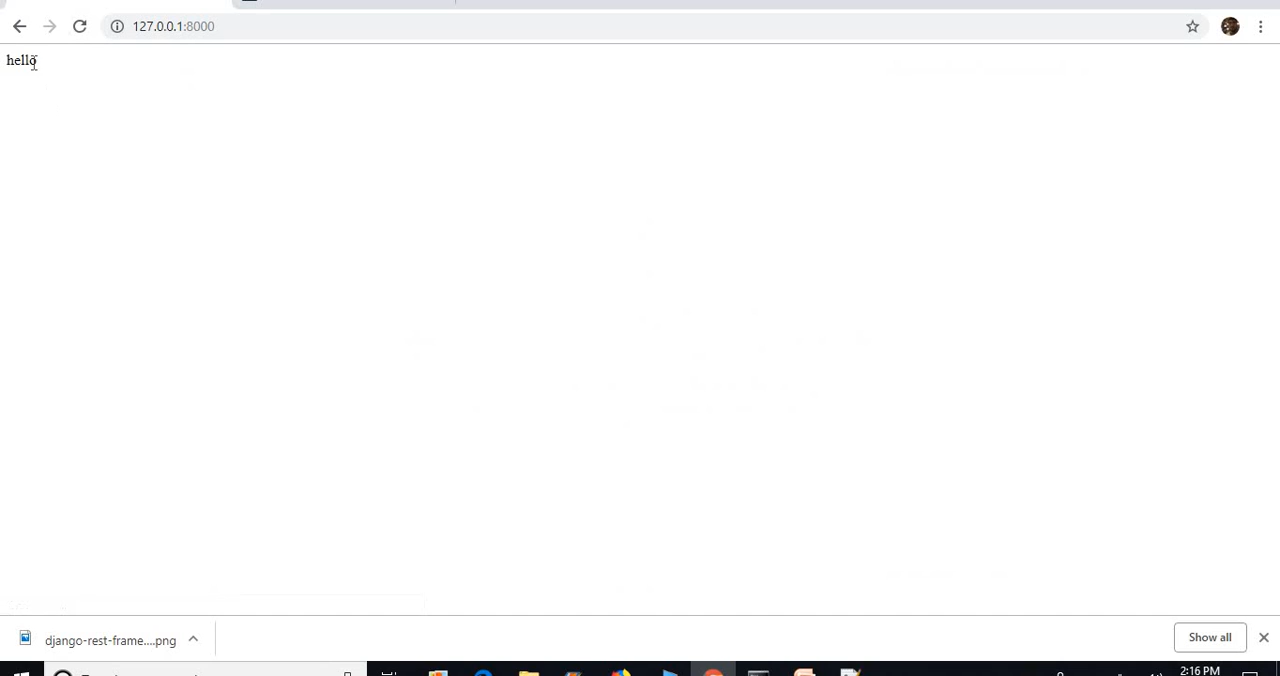 127.0.0.1:8000
hello
django-rest-frame....png
Show all
2:16 PM